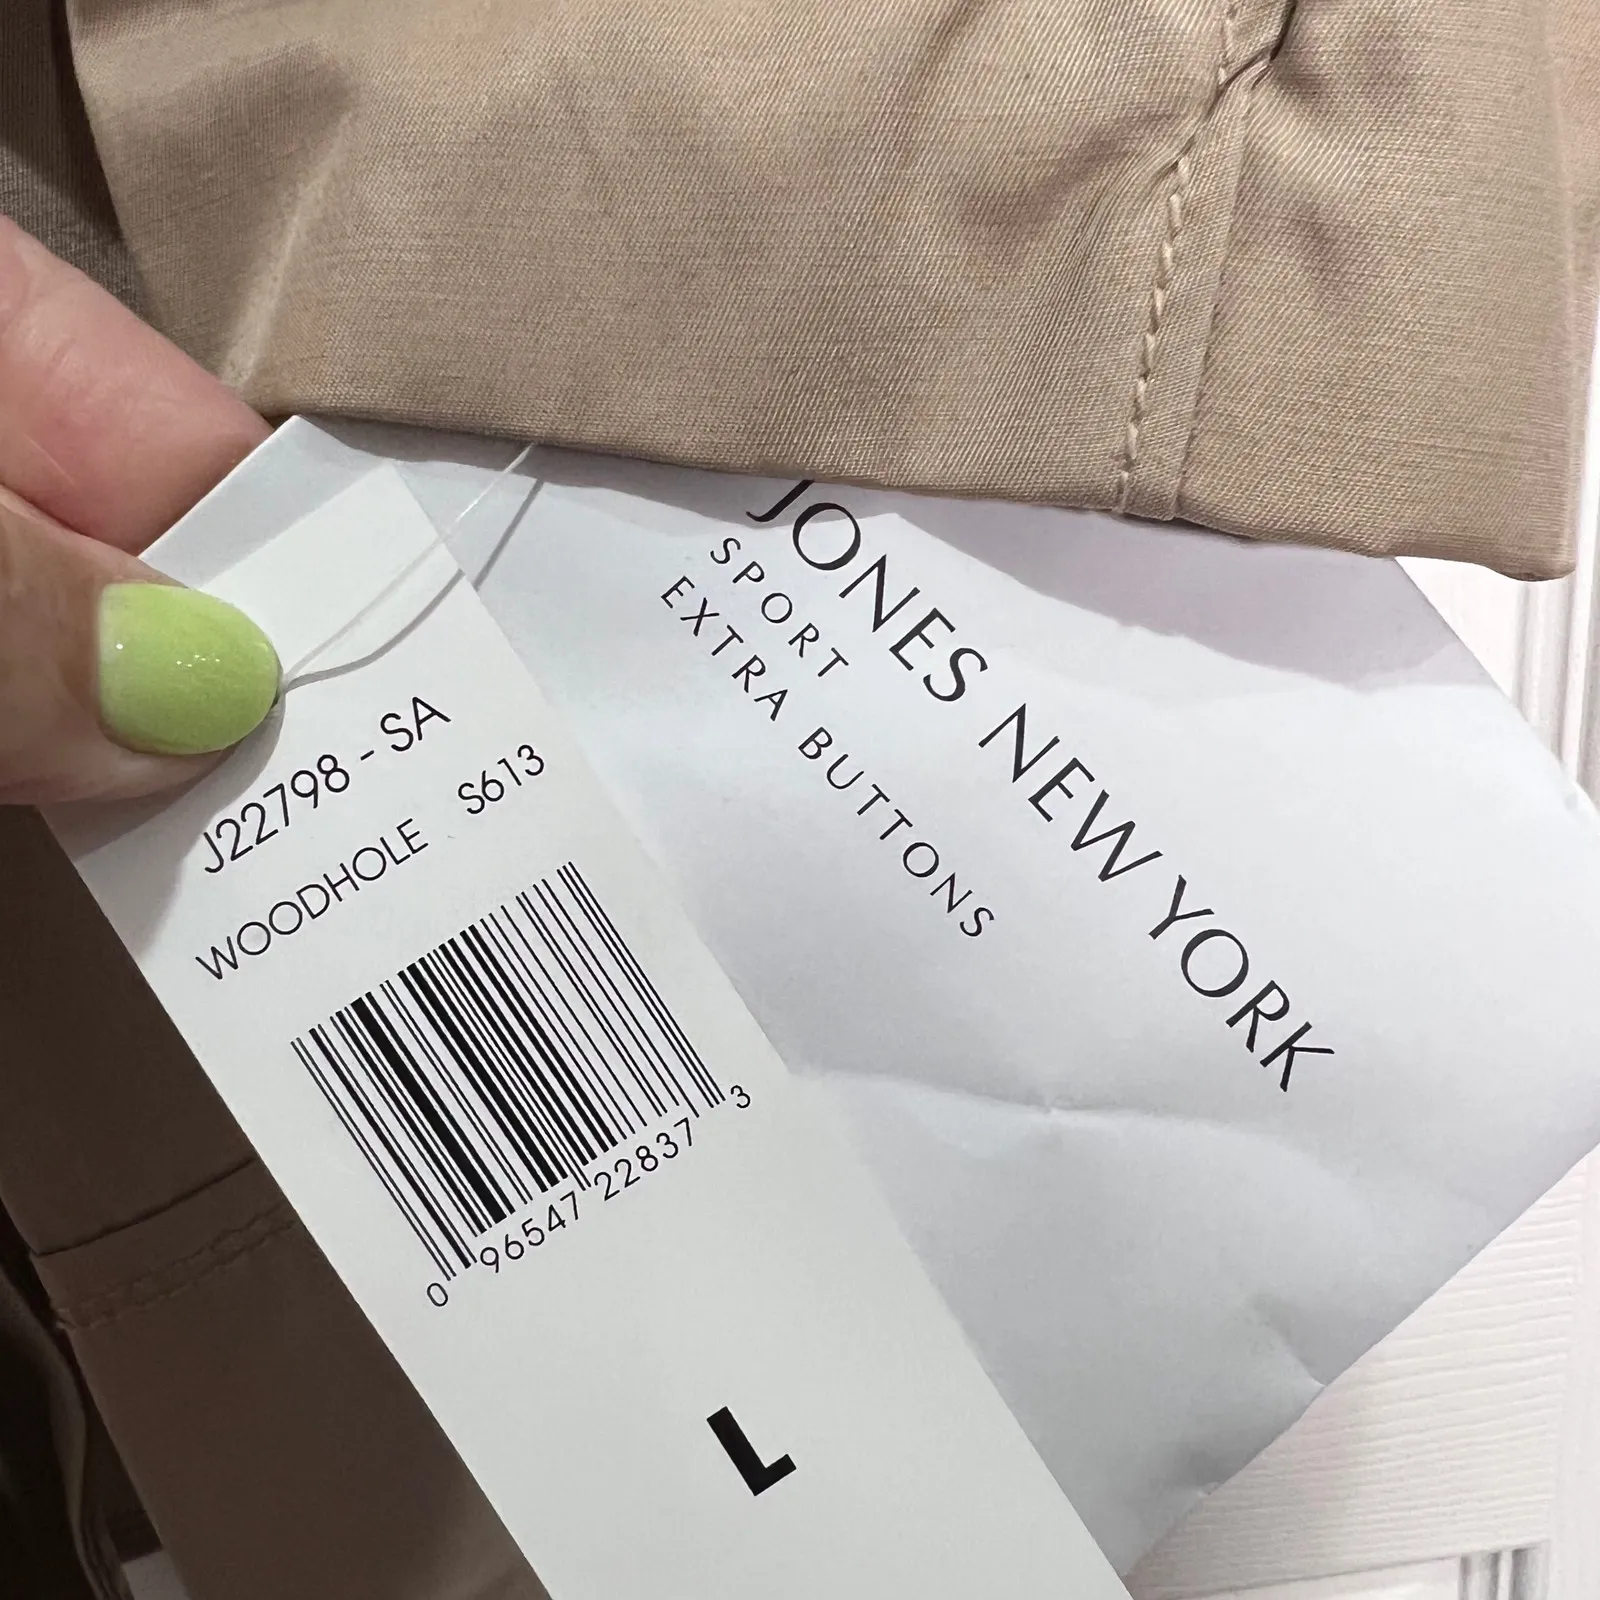 JONES NEW YORK
SPORT
EXTRA BUTTONS
J22798 - SA
WOODHOLE S613
0 96547 22837 3
L